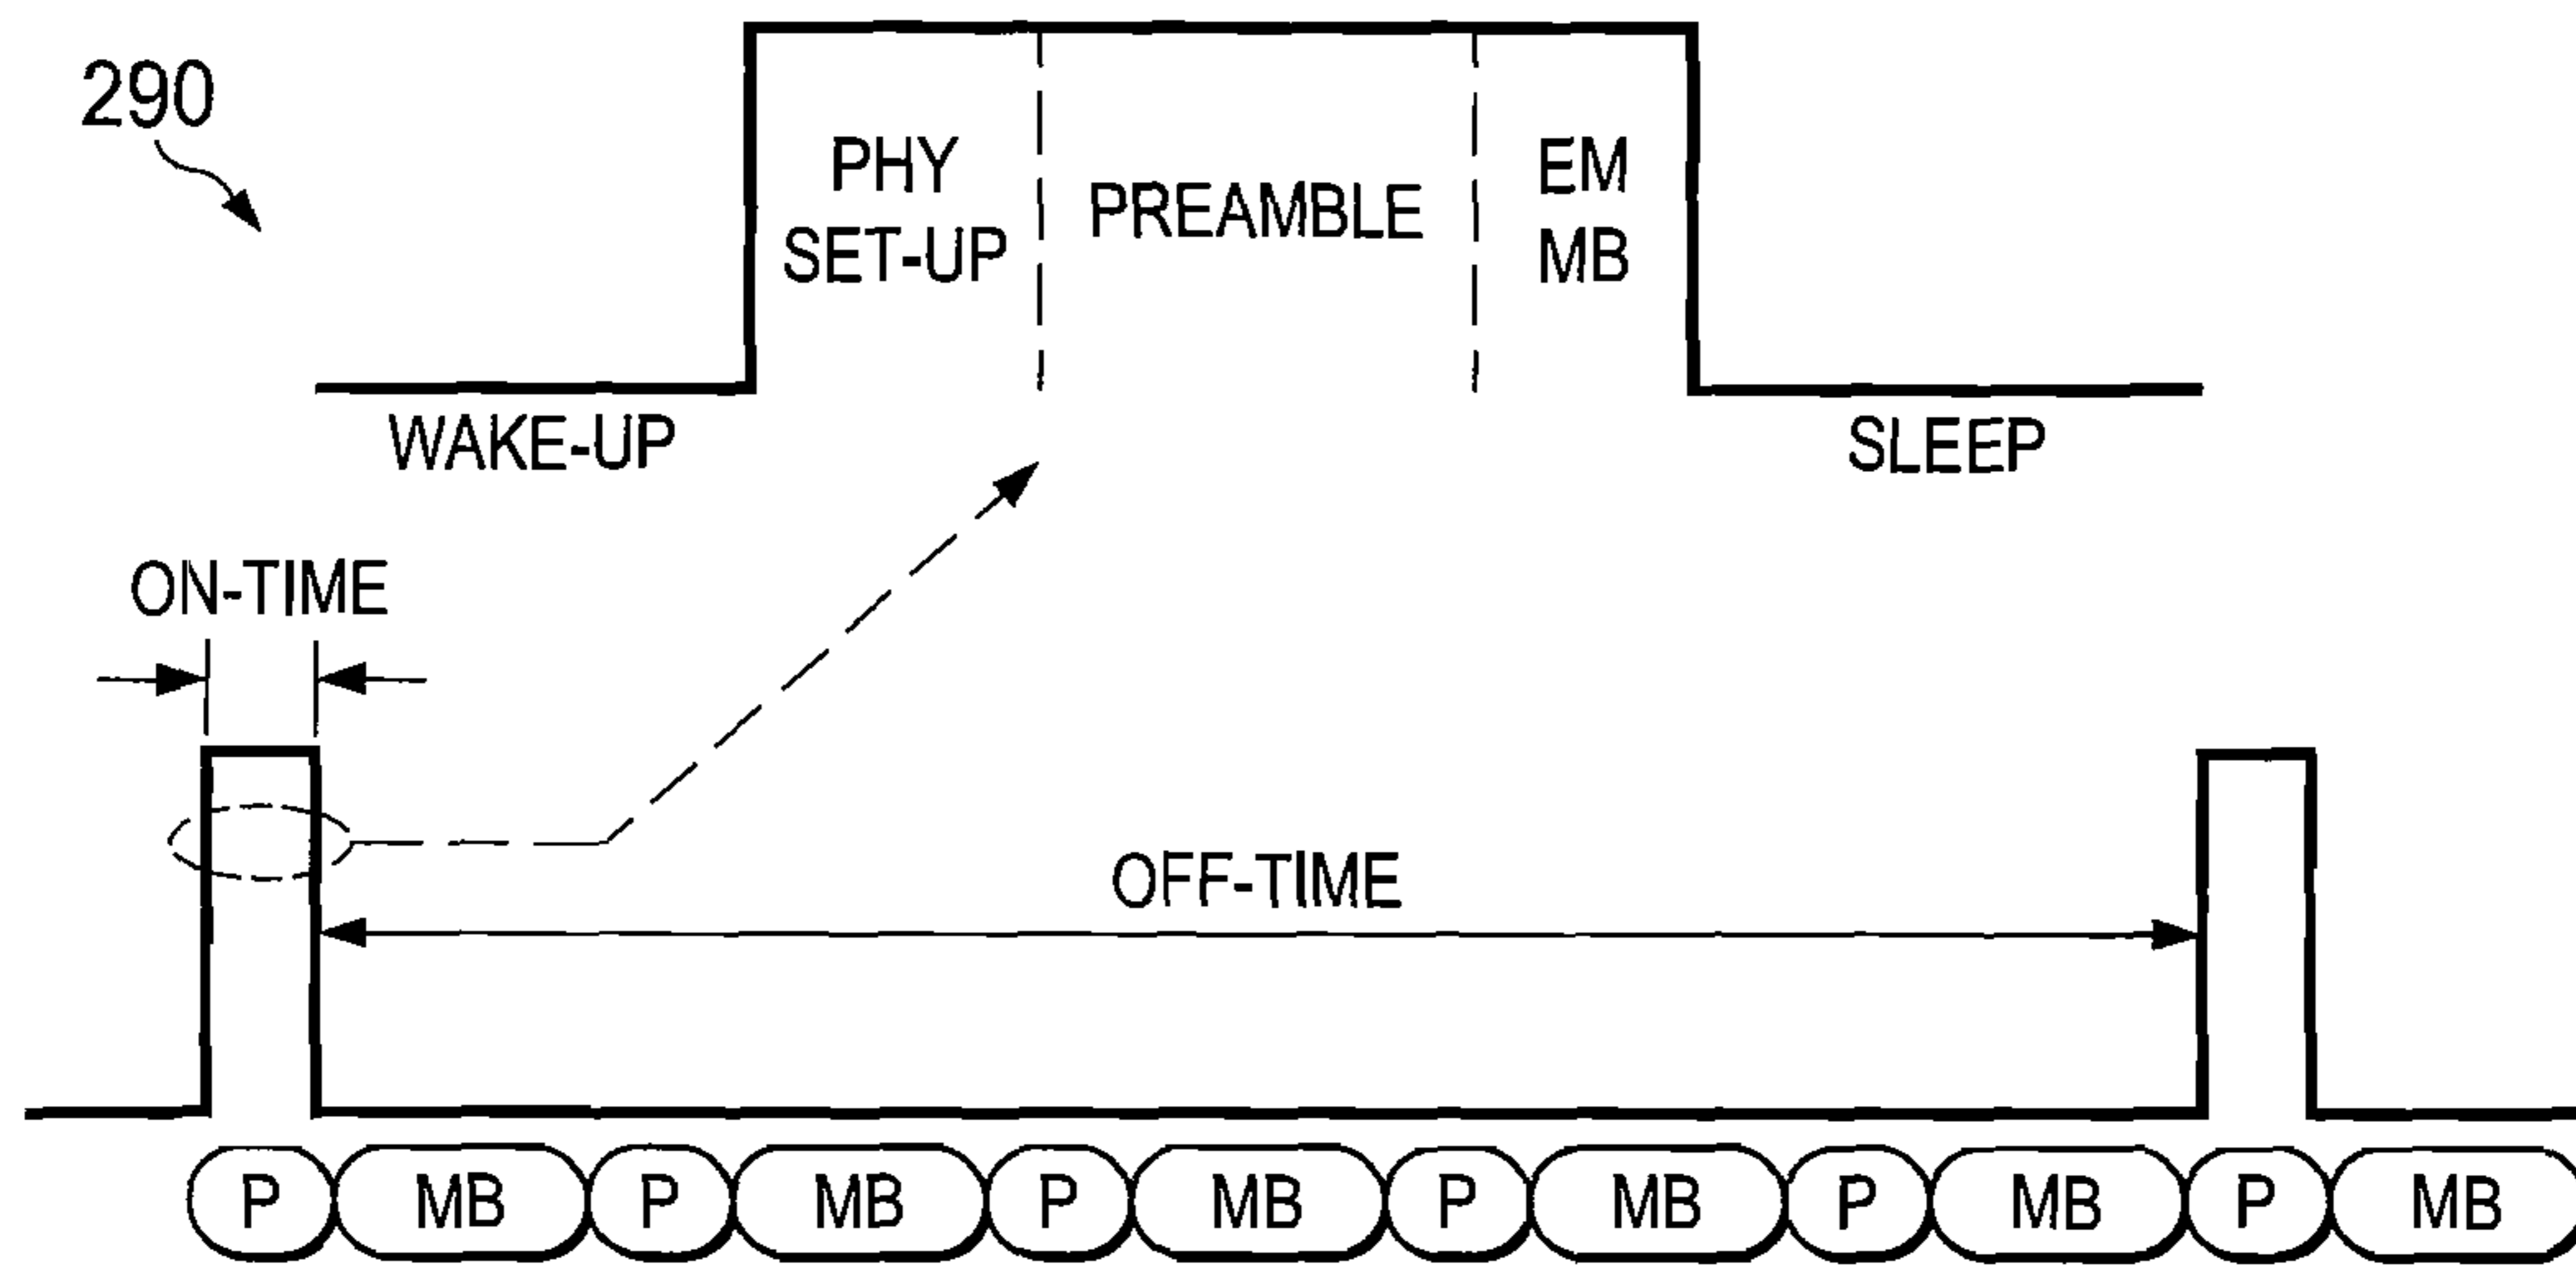 290
PHY
SET-UP
PREAMBLE
EM
MB
WAKE-UP
SLEEP
ON-TIME
OFF-TIME
P MB P MB P MB P MB P MB P MB